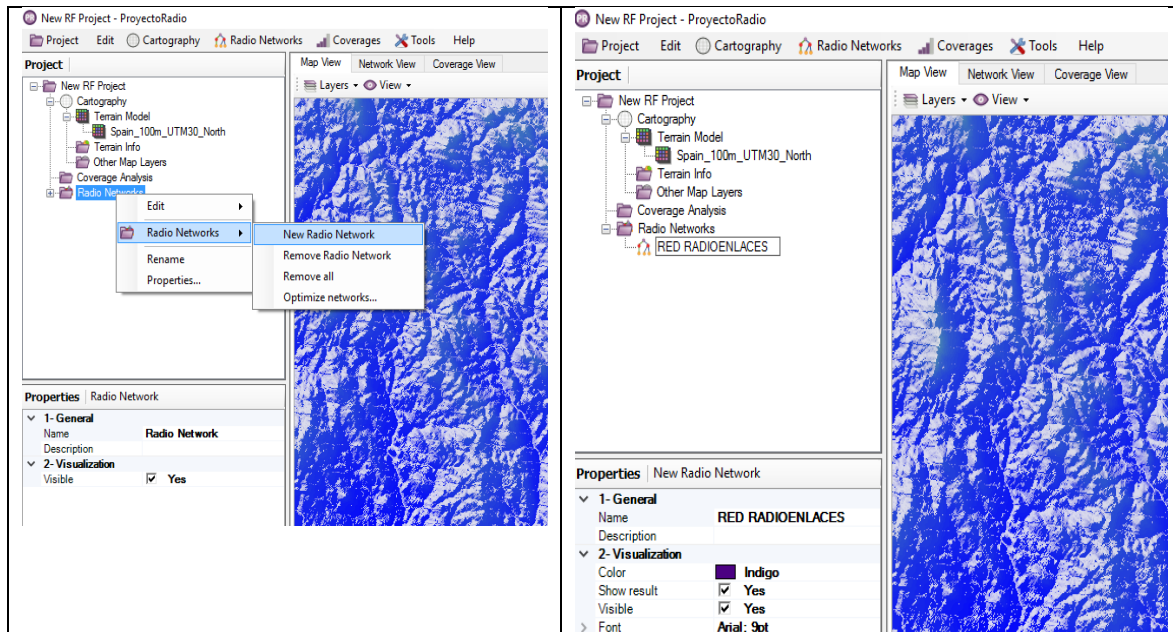 New RF Project - ProyectoRadio
Project Edit Cartography Radio Networks Coverages Tools Help
Project
Map View Network View Coverage View
Layers View
New RF Project
Cartography
Terrain Model
Spain_100m_UTM30_North
Terrain Info
Other Map Layers
Coverage Analysis
Radio Networks
Edit
Radio Networks
Rename
Properties...
New Radio Network
Remove Radio Network
Remove all
Optimize networks...
Properties Radio Network
1- General
Name Radio Network
Description
2- Visualization
Visible Yes
New RF Project - ProyectoRadio
Project Edit Cartography Radio Networks Coverages Tools Help
Project
Map View Network View Coverage View
Layers View
New RF Project
Cartography
Terrain Model
Spain_100m_UTM30_North
Terrain Info
Other Map Layers
Coverage Analysis
Radio Networks
RED RADIOENLACES
Properties New Radio Network
1- General
Name RED RADIOENLACES
Description
2- Visualization
Color Indigo
Show result Yes
Visible Yes
Font Arial; 9pt